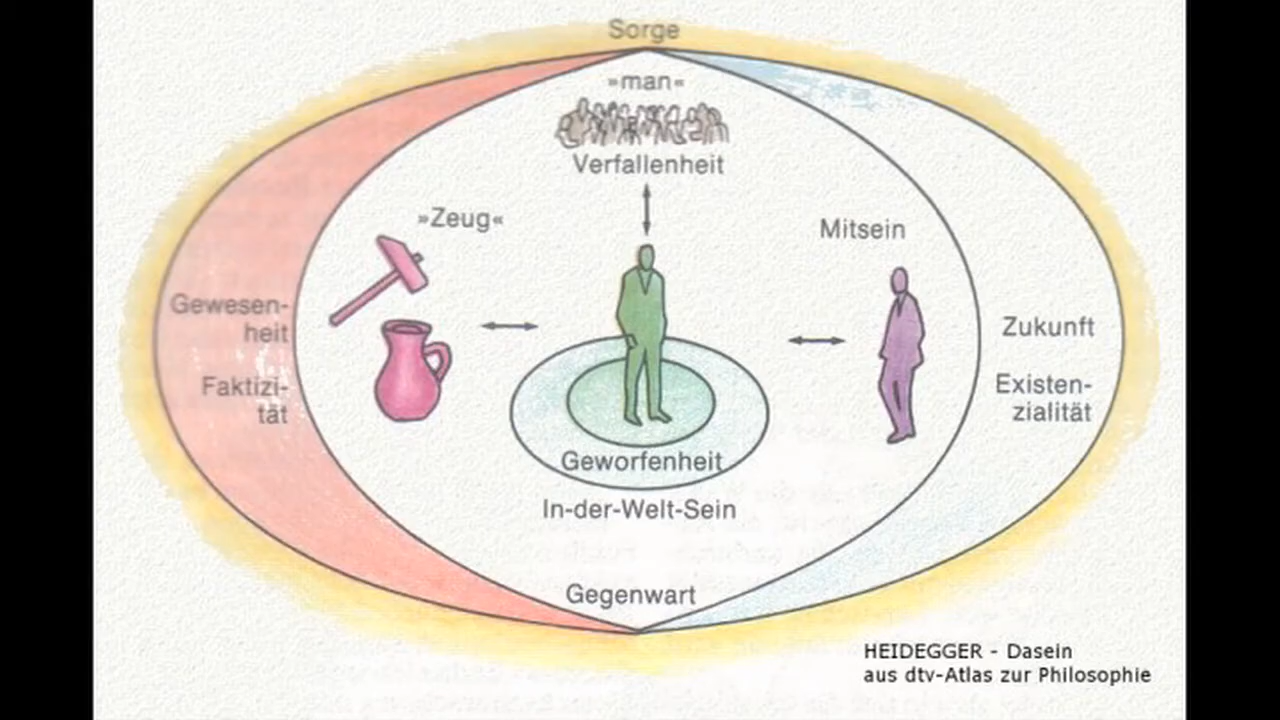 Sorge
»man«
Verfallenheit
»Zeug«
Mitsein
Gewesen-
heit
Faktizi-
tät
Zukunft
Existen-
zialität
Geworfenheit
In-der-Welt-Sein
Gegenwart
HEIDEGGER - Dasein
aus dtv-Atlas zur Philosophie